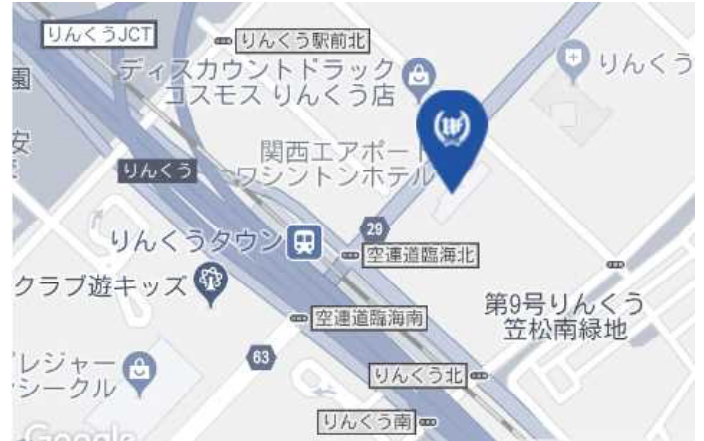 りんくうJCT
りんくう駅前北
ディスカウントドラック
コスモス りんくう店
りんくう
園
安
関西エアポート
ワシントンホテル
りんくう
29
りんくうタウン
空連道臨海北
クラブ遊キッズ
第9号りんくう
笠松南緑地
空連道臨海南
63
レジャー
シークル
りんくう北
りんくう南
Google